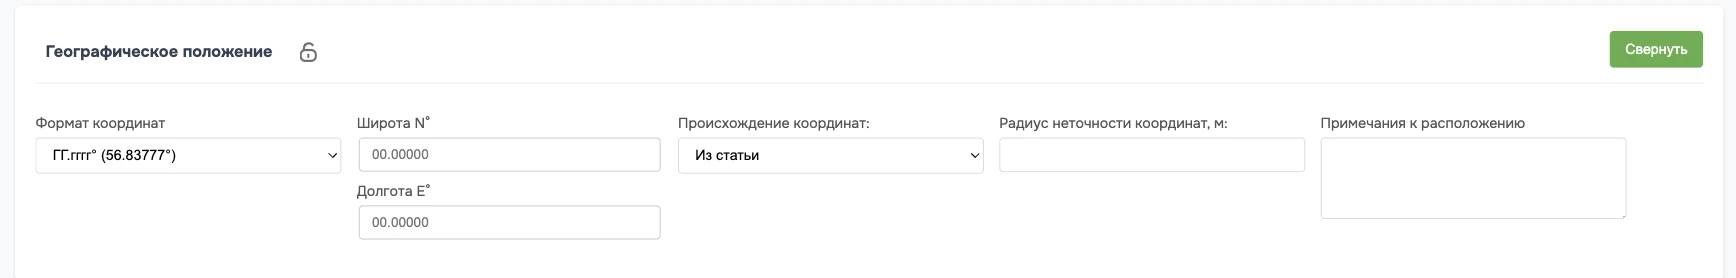 Географическое положение
Свернуть
Формат координат
ГГ.гггг° (56.83777°)
Широта N°
00.00000
Долгота E°
00.00000
Происхождение координат:
Из статьи
Радиус неточности координат, м:
Примечания к расположению